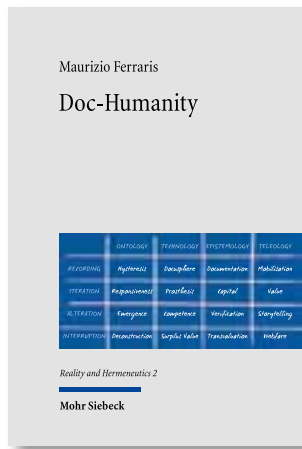 Maurizio Ferraris
Doc-Humanity
ONTOLOGY TECHNOLOGY EPISTEMOLOGY TELEOLOGY
RECORDING Hysteresis Docusphere Documentation Mobilisation
ITERATION Responsiveness Prosthesis Capital Value
ALTERATION Emergence Competence Verification Storytelling
INTERRUPTION Deconstruction Surplus Value Transvaluation Webfare
Reality and Hermeneutics 2
Mohr Siebeck